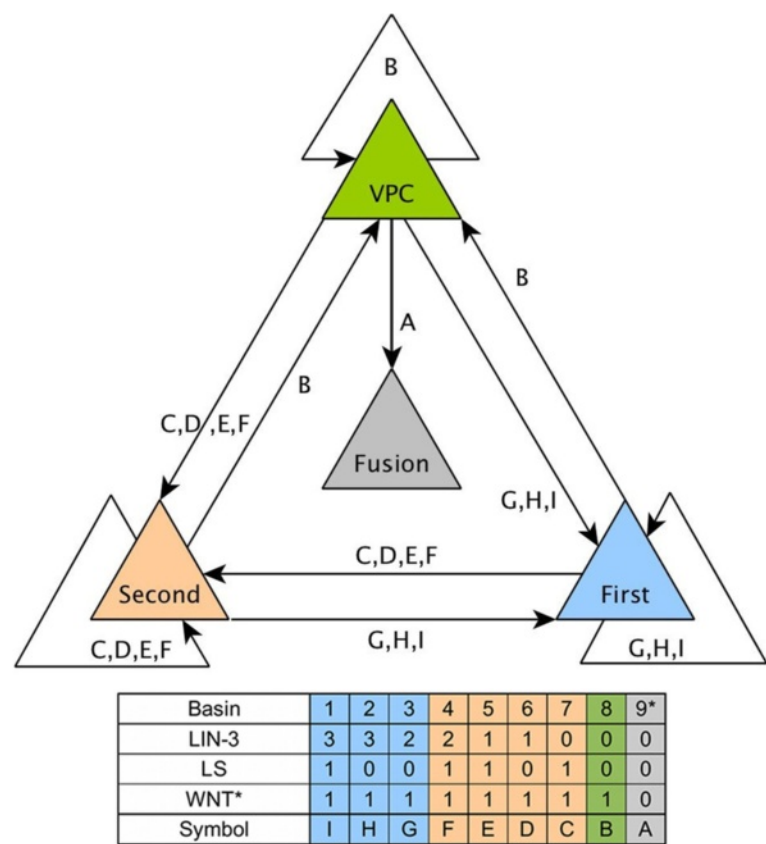 B
VPC
B
A
B
C,D ,E,F
Fusion
G,H,I
C,D,E,F
Second
First
G,H,I
C,D,E,F
G,H,I
Basin 1 2 3 4 5 6 7 8 9*
LIN-3 3 3 2 2 1 1 0 0 0
LS 1 0 0 1 1 0 1 0 0
WNT* 1 1 1 1 1 1 1 1 0
Symbol I H G F E D C B A